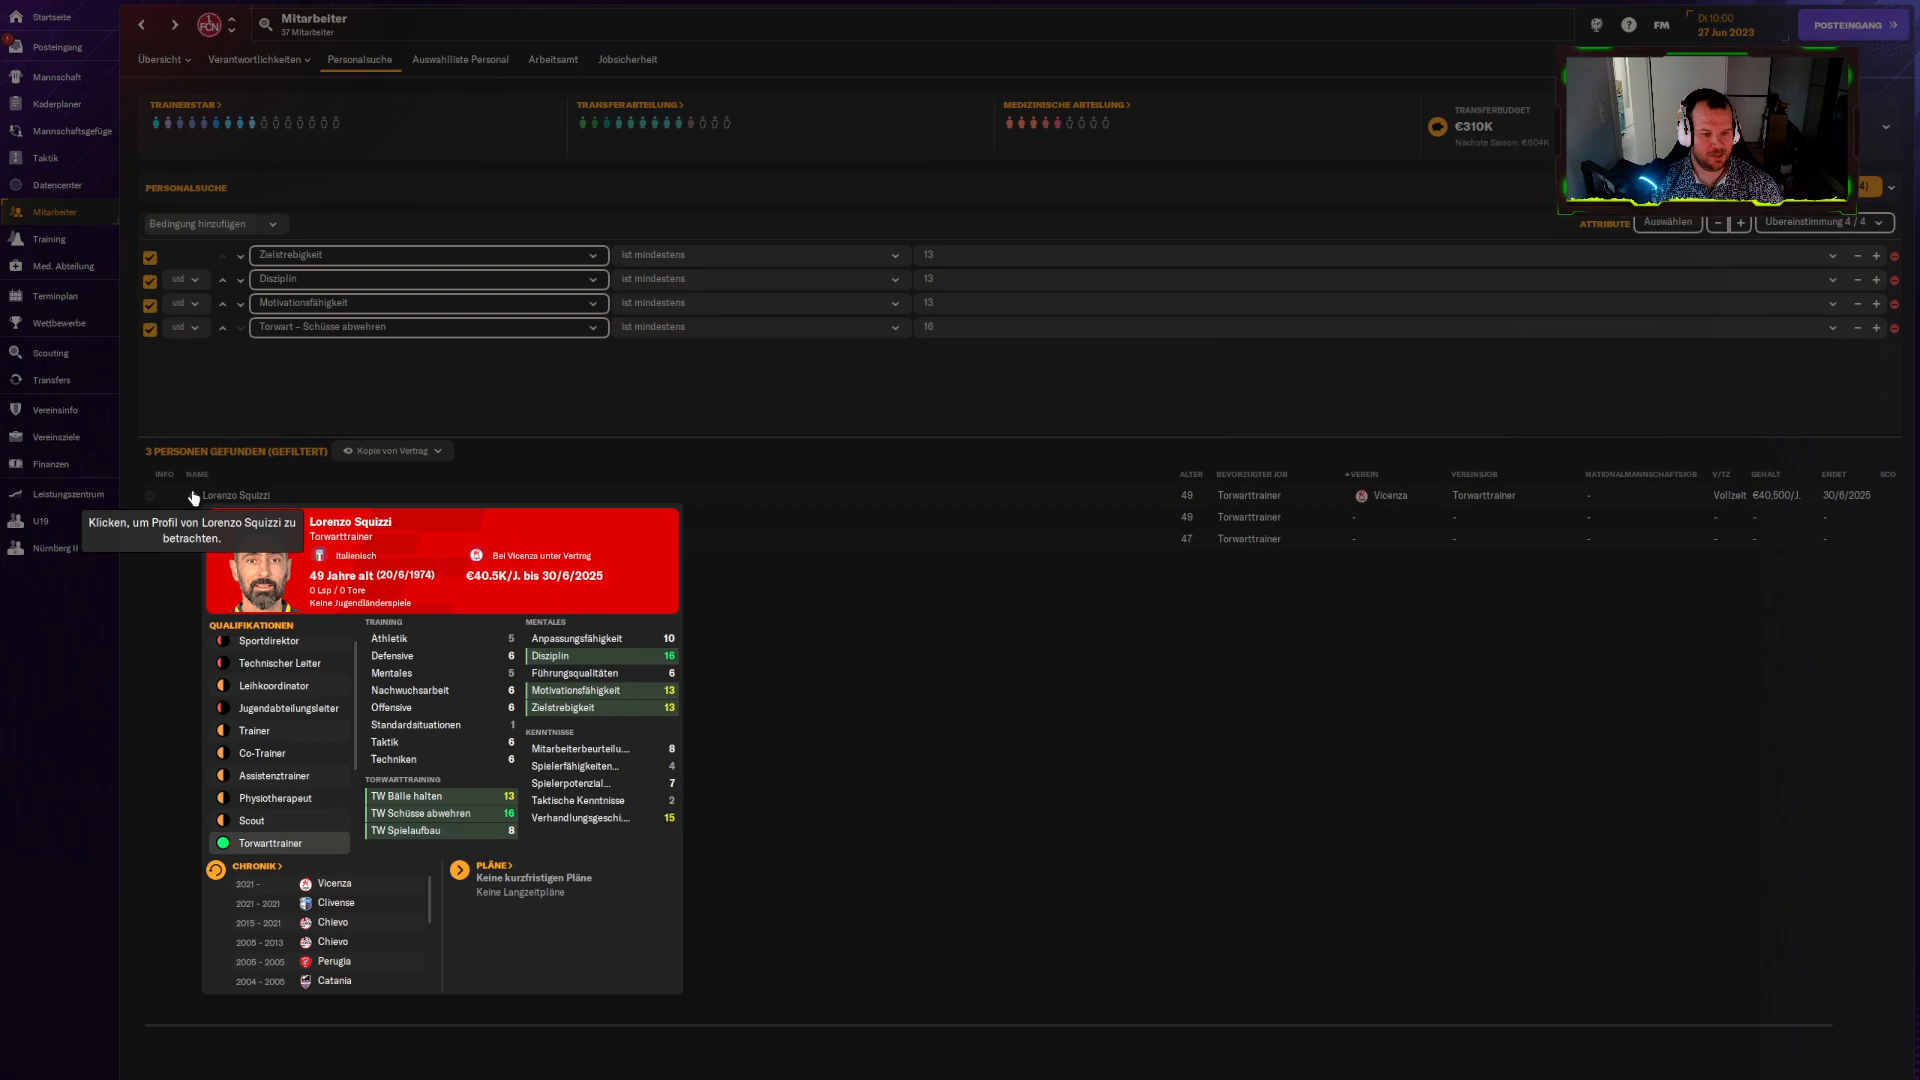 Startseite
1
Posteingang
Mannschaft
Kaderplaner
Mannschaftsgefüge
Taktik
Datencenter
Mitarbeiter
Training
Med. Abteilung
Terminplan
Wettbewerbe
Scouting
Transfers
Vereinsinfo
Vereinsziele
Finanzen
Leistungszentrum
U19
Nürnberg II
Mitarbeiter
37 Mitarbeiter
FM
Di 10:00
27 Jun 2023
POSTEINGANG
Übersicht Verantwortlichkeiten Personalsuche Auswahlliste Personal Arbeitsamt Jobsicherheit
TRAINERSTAB TRANSFERABTEILUNG MEDIZINISCHE ABTEILUNG
TRANSFERBUDGET
€310K
Nächste Saison: €604K
PERSONALSUCHE
4)
Bedingung hinzufügen
ATTRIBUTE Auswählen - + Übereinstimmung 4 / 4
Zielstrebigkeit ist mindestens 13
und Disziplin ist mindestens 13
und Motivationsfähigkeit ist mindestens 13
und Torwart – Schüsse abwehren ist mindestens 16
3 PERSONEN GEFUNDEN (GEFILTERT) Kopie von Vertrag
INFO NAME ALTER BEVORZUGTER JOB VEREIN VEREINSJOB NATIONALMANNSCHAFTSJOB V/TZ GEHALT ENDET SCO
Lorenzo Squizzi 49 Torwarttrainer Vicenza Torwarttrainer - Vollzeit €40,500/J. 30/6/2025
49 Torwarttrainer - - - - - -
47 Torwarttrainer - - - - - -
Klicken, um Profil von Lorenzo Squizzi zu
betrachten.
Lorenzo Squizzi
Torwarttrainer
Italienisch Bei Vicenza unter Vertrag
49 Jahre alt (20/6/1974) €40.5K/J. bis 30/6/2025
0 Lsp / 0 Tore
Keine Jugendländerspiele
QUALIFIKATIONEN
Sportdirektor
Technischer Leiter
Leihkoordinator
Jugendabteilungsleiter
Trainer
Co-Trainer
Assistenztrainer
Physiotherapeut
Scout
Torwarttrainer
TRAINING
Athletik 5
Defensive 6
Mentales 5
Nachwuchsarbeit 6
Offensive 6
Standardsituationen 1
Taktik 6
Techniken 6
TORWARTTRAINING
TW Bälle halten 13
TW Schüsse abwehren 16
TW Spielaufbau 8
MENTALES
Anpassungsfähigkeit 10
Disziplin 16
Führungsqualitäten 6
Motivationsfähigkeit 13
Zielstrebigkeit 13
KENNTNISSE
Mitarbeiterbeurteilu.... 8
Spielerfähigkeiten... 4
Spielerpotenzial... 7
Taktische Kenntnisse 2
Verhandlungsgeschi.... 15
CHRONIK
2021 - Vicenza
2021 - 2021 Clivense
2015 - 2021 Chievo
2005 - 2013 Chievo
2005 - 2005 Perugia
2004 - 2005 Catania
PLÄNE
Keine kurzfristigen Pläne
Keine Langzeitpläne